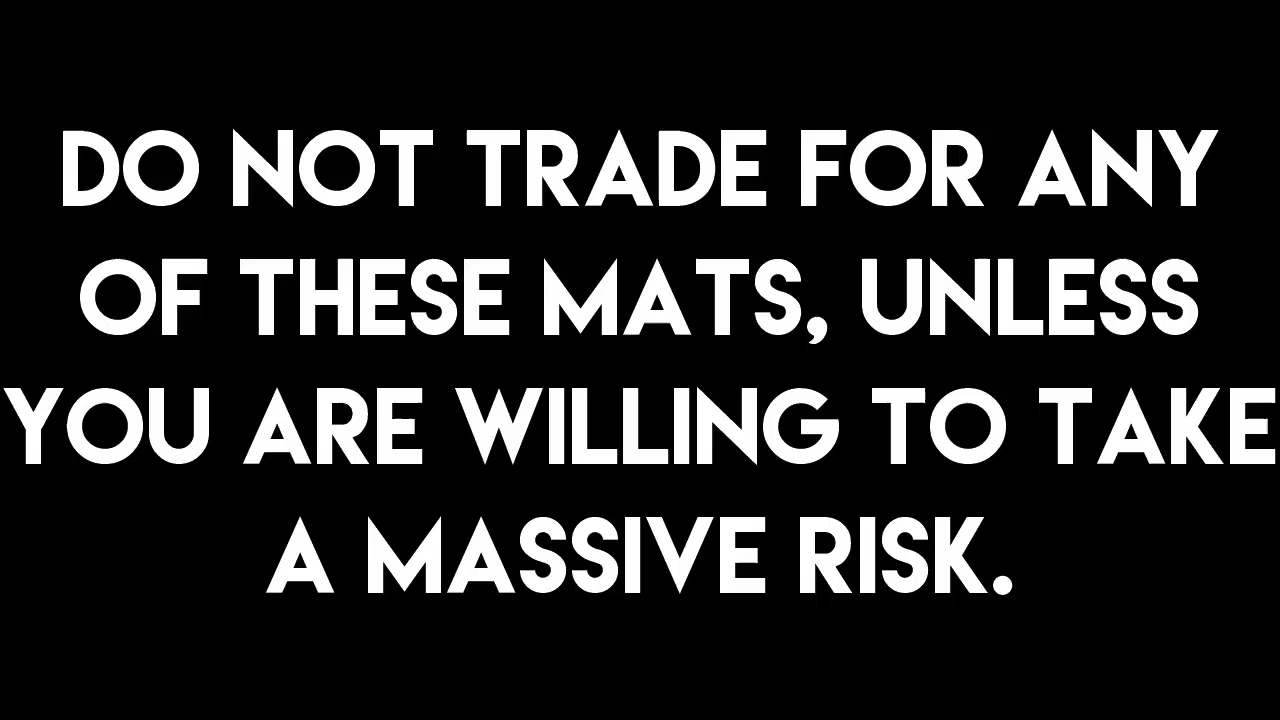 DO NOT TRADE FOR ANY
OF THESE MATS, UNLESS
YOU ARE WILLING TO TAKE
A MASSIVE RISK.